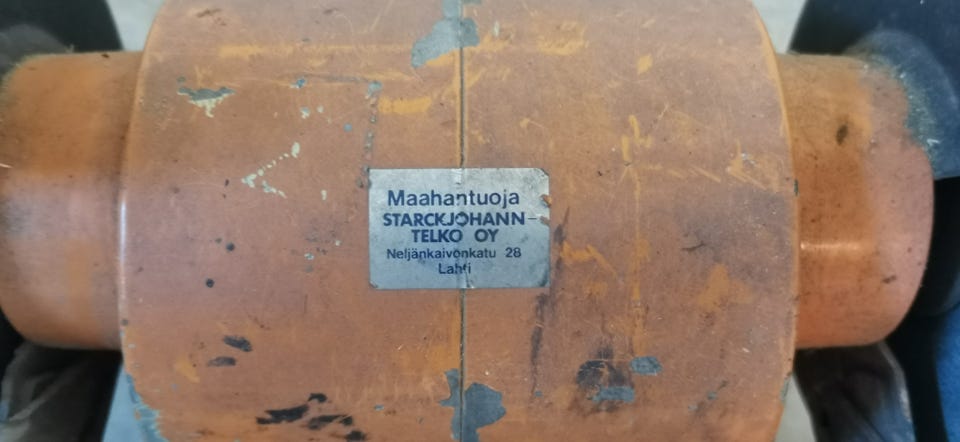 Maahantuoja
STARCKJOHANN-
TELKO OY
Neljänkaivonkatu 28
Lahti